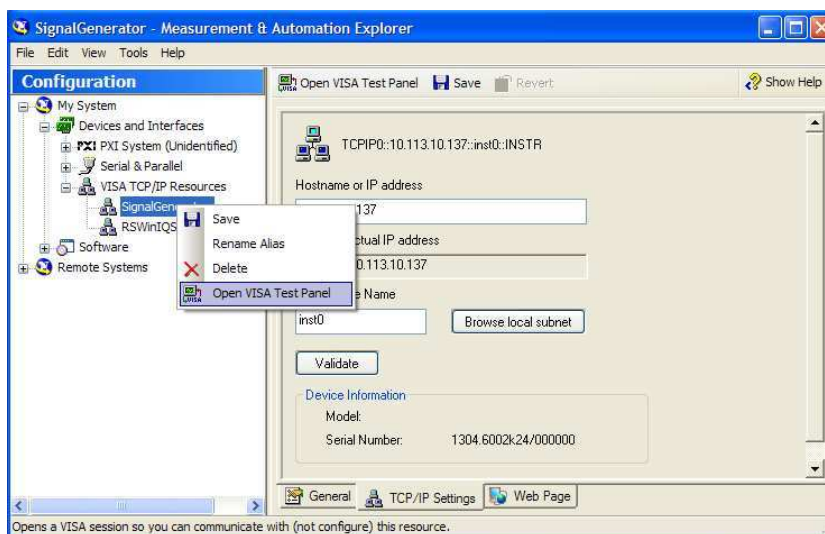 SignalGenerator - Measurement & Automation Explorer
File Edit View Tools Help
Configuration
My System
Devices and Interfaces
PXI PXI System (Unidentified)
Serial & Parallel
VISA TCP/IP Resources
SignalGen
RSWinIQS
Software
Remote Systems
Save
Rename Alias
Delete
Open VISA Test Panel
Open VISA Test Panel Save Revert Show Help
TCPIP0::10.113.10.137::inst0::INSTR
Hostname or IP address
137
ctual IP address
0.113.10.137
Name
inst0 Browse local subnet
Validate
Device Information
Model:
Serial Number: 1304.6002k24/000000
General TCP/IP Settings Web Page
Opens a VISA session so you can communicate with (not configure) this resource.